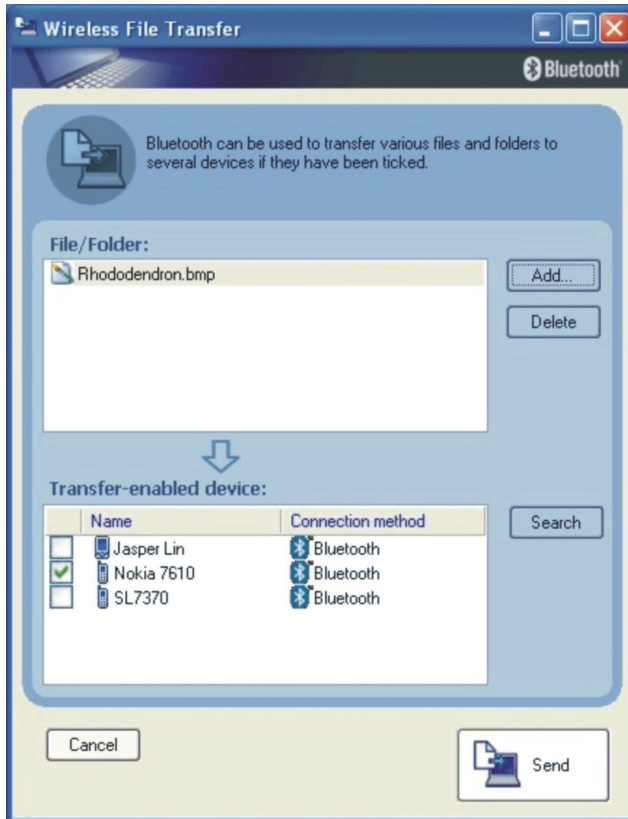 Wireless File Transfer
Bluetooth
Bluetooth can be used to transfer various files and folders to
several devices if they have been ticked.
File/Folder:
Rhododendron.bmp
Add...
Delete
Transfer-enabled device:
Name Connection method
Search
Jasper Lin Bluetooth
Nokia 7610 Bluetooth
SL7370 Bluetooth
Cancel
Send